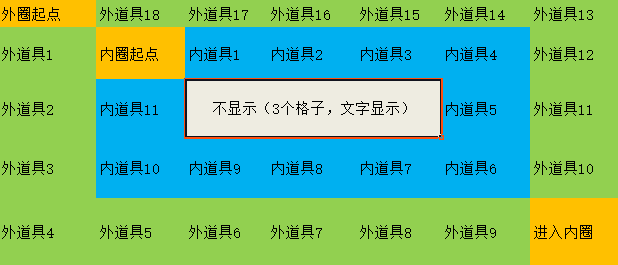 外圈起点 外道具18 外道具17 外道具16 外道具15 外道具14 外道具13
外道具1 内圈起点 内道具1 内道具2 内道具3 内道具4 外道具12
外道具2 内道具11 不显示（3个格子，文字显示） 内道具5 外道具11
外道具3 内道具10 内道具9 内道具8 内道具7 内道具6 外道具10
外道具4 外道具5 外道具6 外道具7 外道具8 外道具9 进入内圈